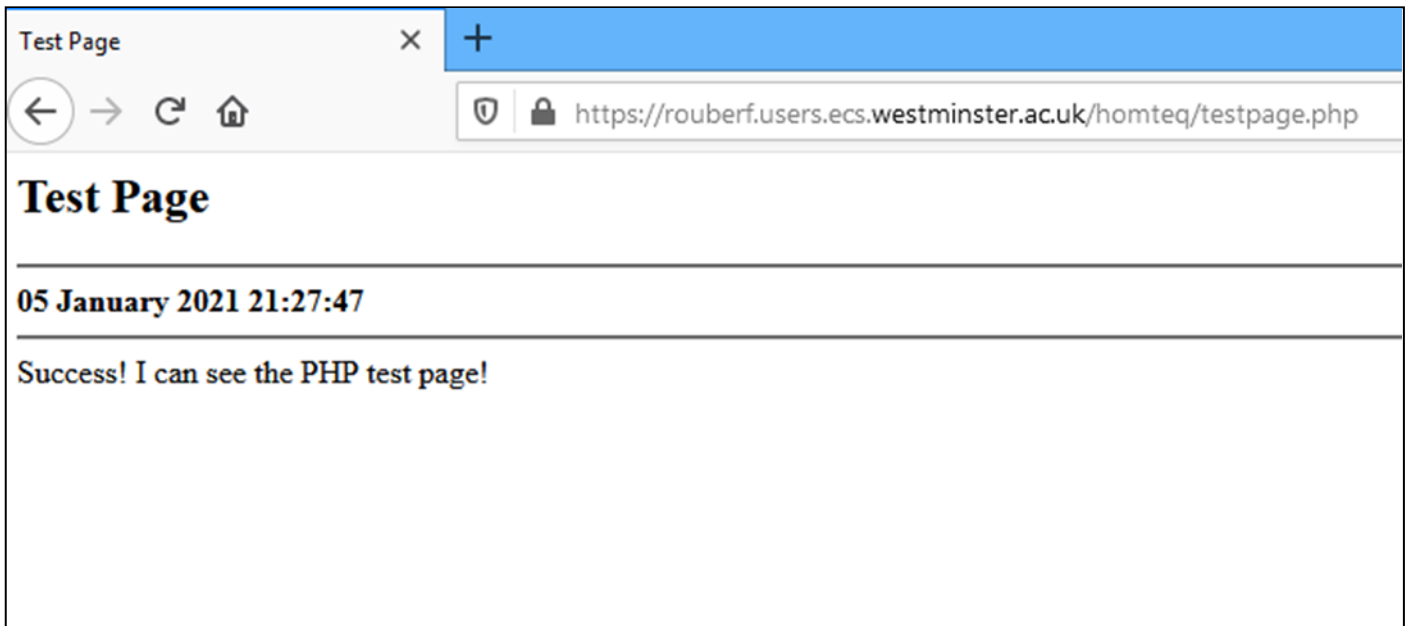 Test Page
https://rouberf.users.ecs.westminster.ac.uk/homteq/testpage.php
Test Page
05 January 2021 21:27:47
Success! I can see the PHP test page!